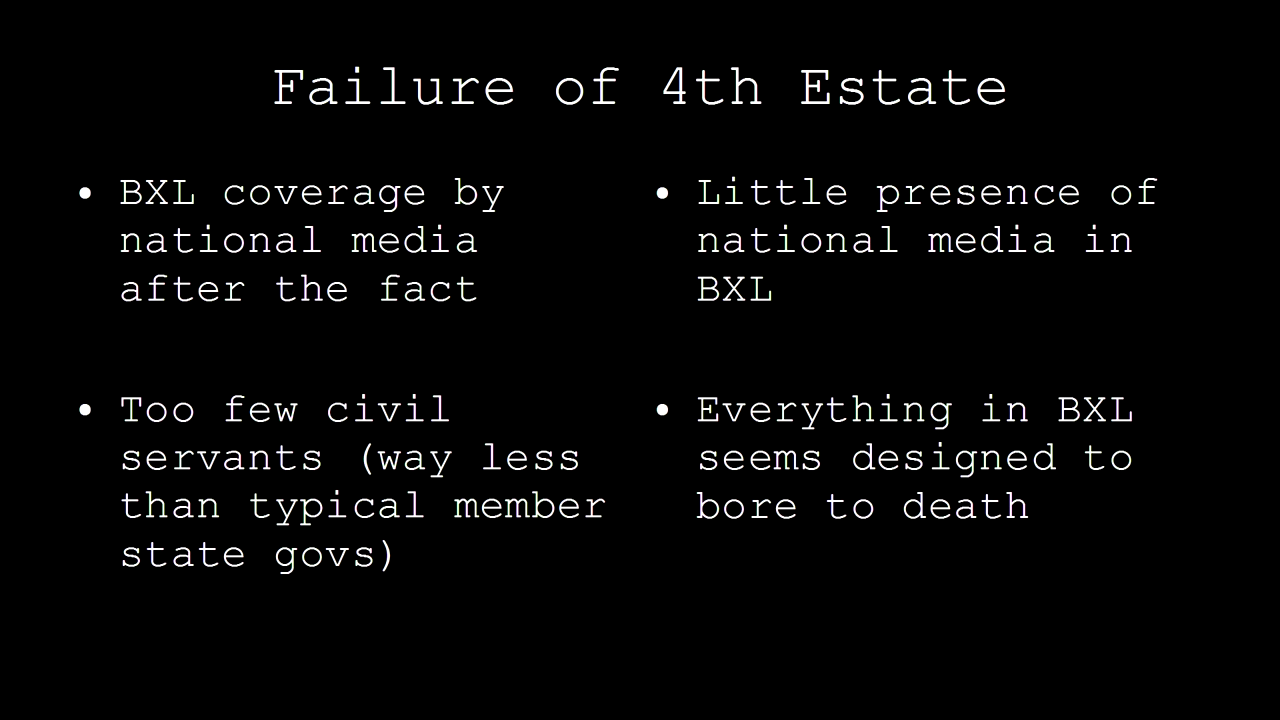 Failure of 4th Estate
• BXL coverage by
national media
after the fact
• Too few civil
servants (way less
than typical member
state govs)
• Little presence of
national media in
BXL
• Everything in BXL
seems designed to
bore to death